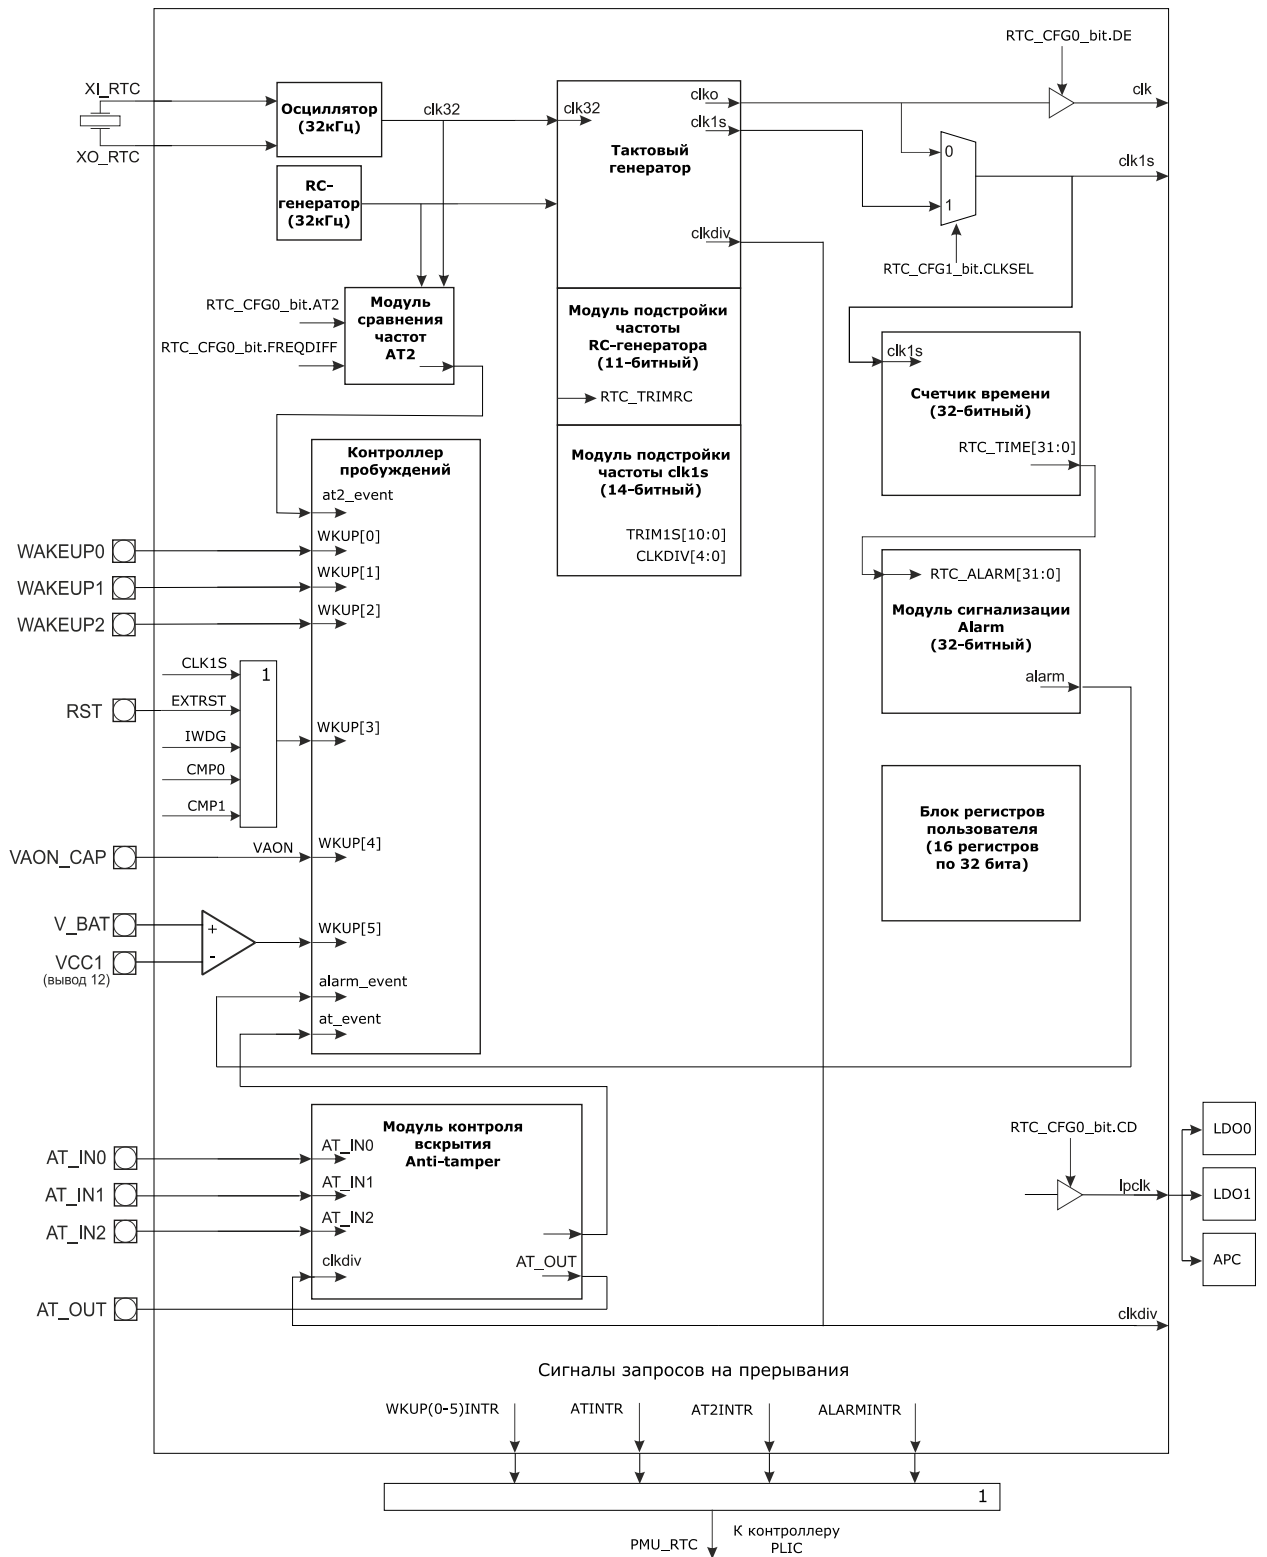 RTC_CFG0_bit.DE
XI_RTC
XO_RTC
Осциллятор
(32кГц)
clk32
clk32
clko
clk1s
clk
Тактовый
генератор
0
1
clk1s
RC-
генератор
(32кГц)
clkdiv
RTC_CFG1_bit.CLKSEL
RTC_CFG0_bit.AT2
RTC_CFG0_bit.FREQDIFF
Модуль
сравнения
частот
AT2
Модуль подстройки
частоты
RC-генератора
(11-битный)
RTC_TRIMRC
clk1s
Счетчик времени
(32-битный)
RTC_TIME[31:0]
Модуль подстройки
частоты clk1s
(14-битный)
TRIM1S[10:0]
CLKDIV[4:0]
Контроллер
пробуждений
at2_event
WAKEUP0
WKUP[0]
WAKEUP1
WKUP[1]
WAKEUP2
WKUP[2]
RTC_ALARM[31:0]
Модуль сигнализации
Alarm
(32-битный)
alarm
CLK1S
1
RST
EXTRST
IWDG
CMP0
CMP1
WKUP[3]
Блок регистров
пользователя
(16 регистров
по 32 бита)
VAON_CAP
VAON
WKUP[4]
V_BAT
+
-
VCC1
(вывод 12)
WKUP[5]
alarm_event
at_event
Модуль контроля
вскрытия
Anti-tamper
AT_IN0
AT_IN0
AT_IN1
AT_IN1
AT_IN2
AT_IN2
clkdiv
AT_OUT
AT_OUT
RTC_CFG0_bit.CD
lpclk
LDO0
LDO1
APC
clkdiv
Сигналы запросов на прерывания
WKUP(0-5)INTR
ATINTR
AT2INTR
ALARMINTR
1
PMU_RTC
К контроллеру
PLIC